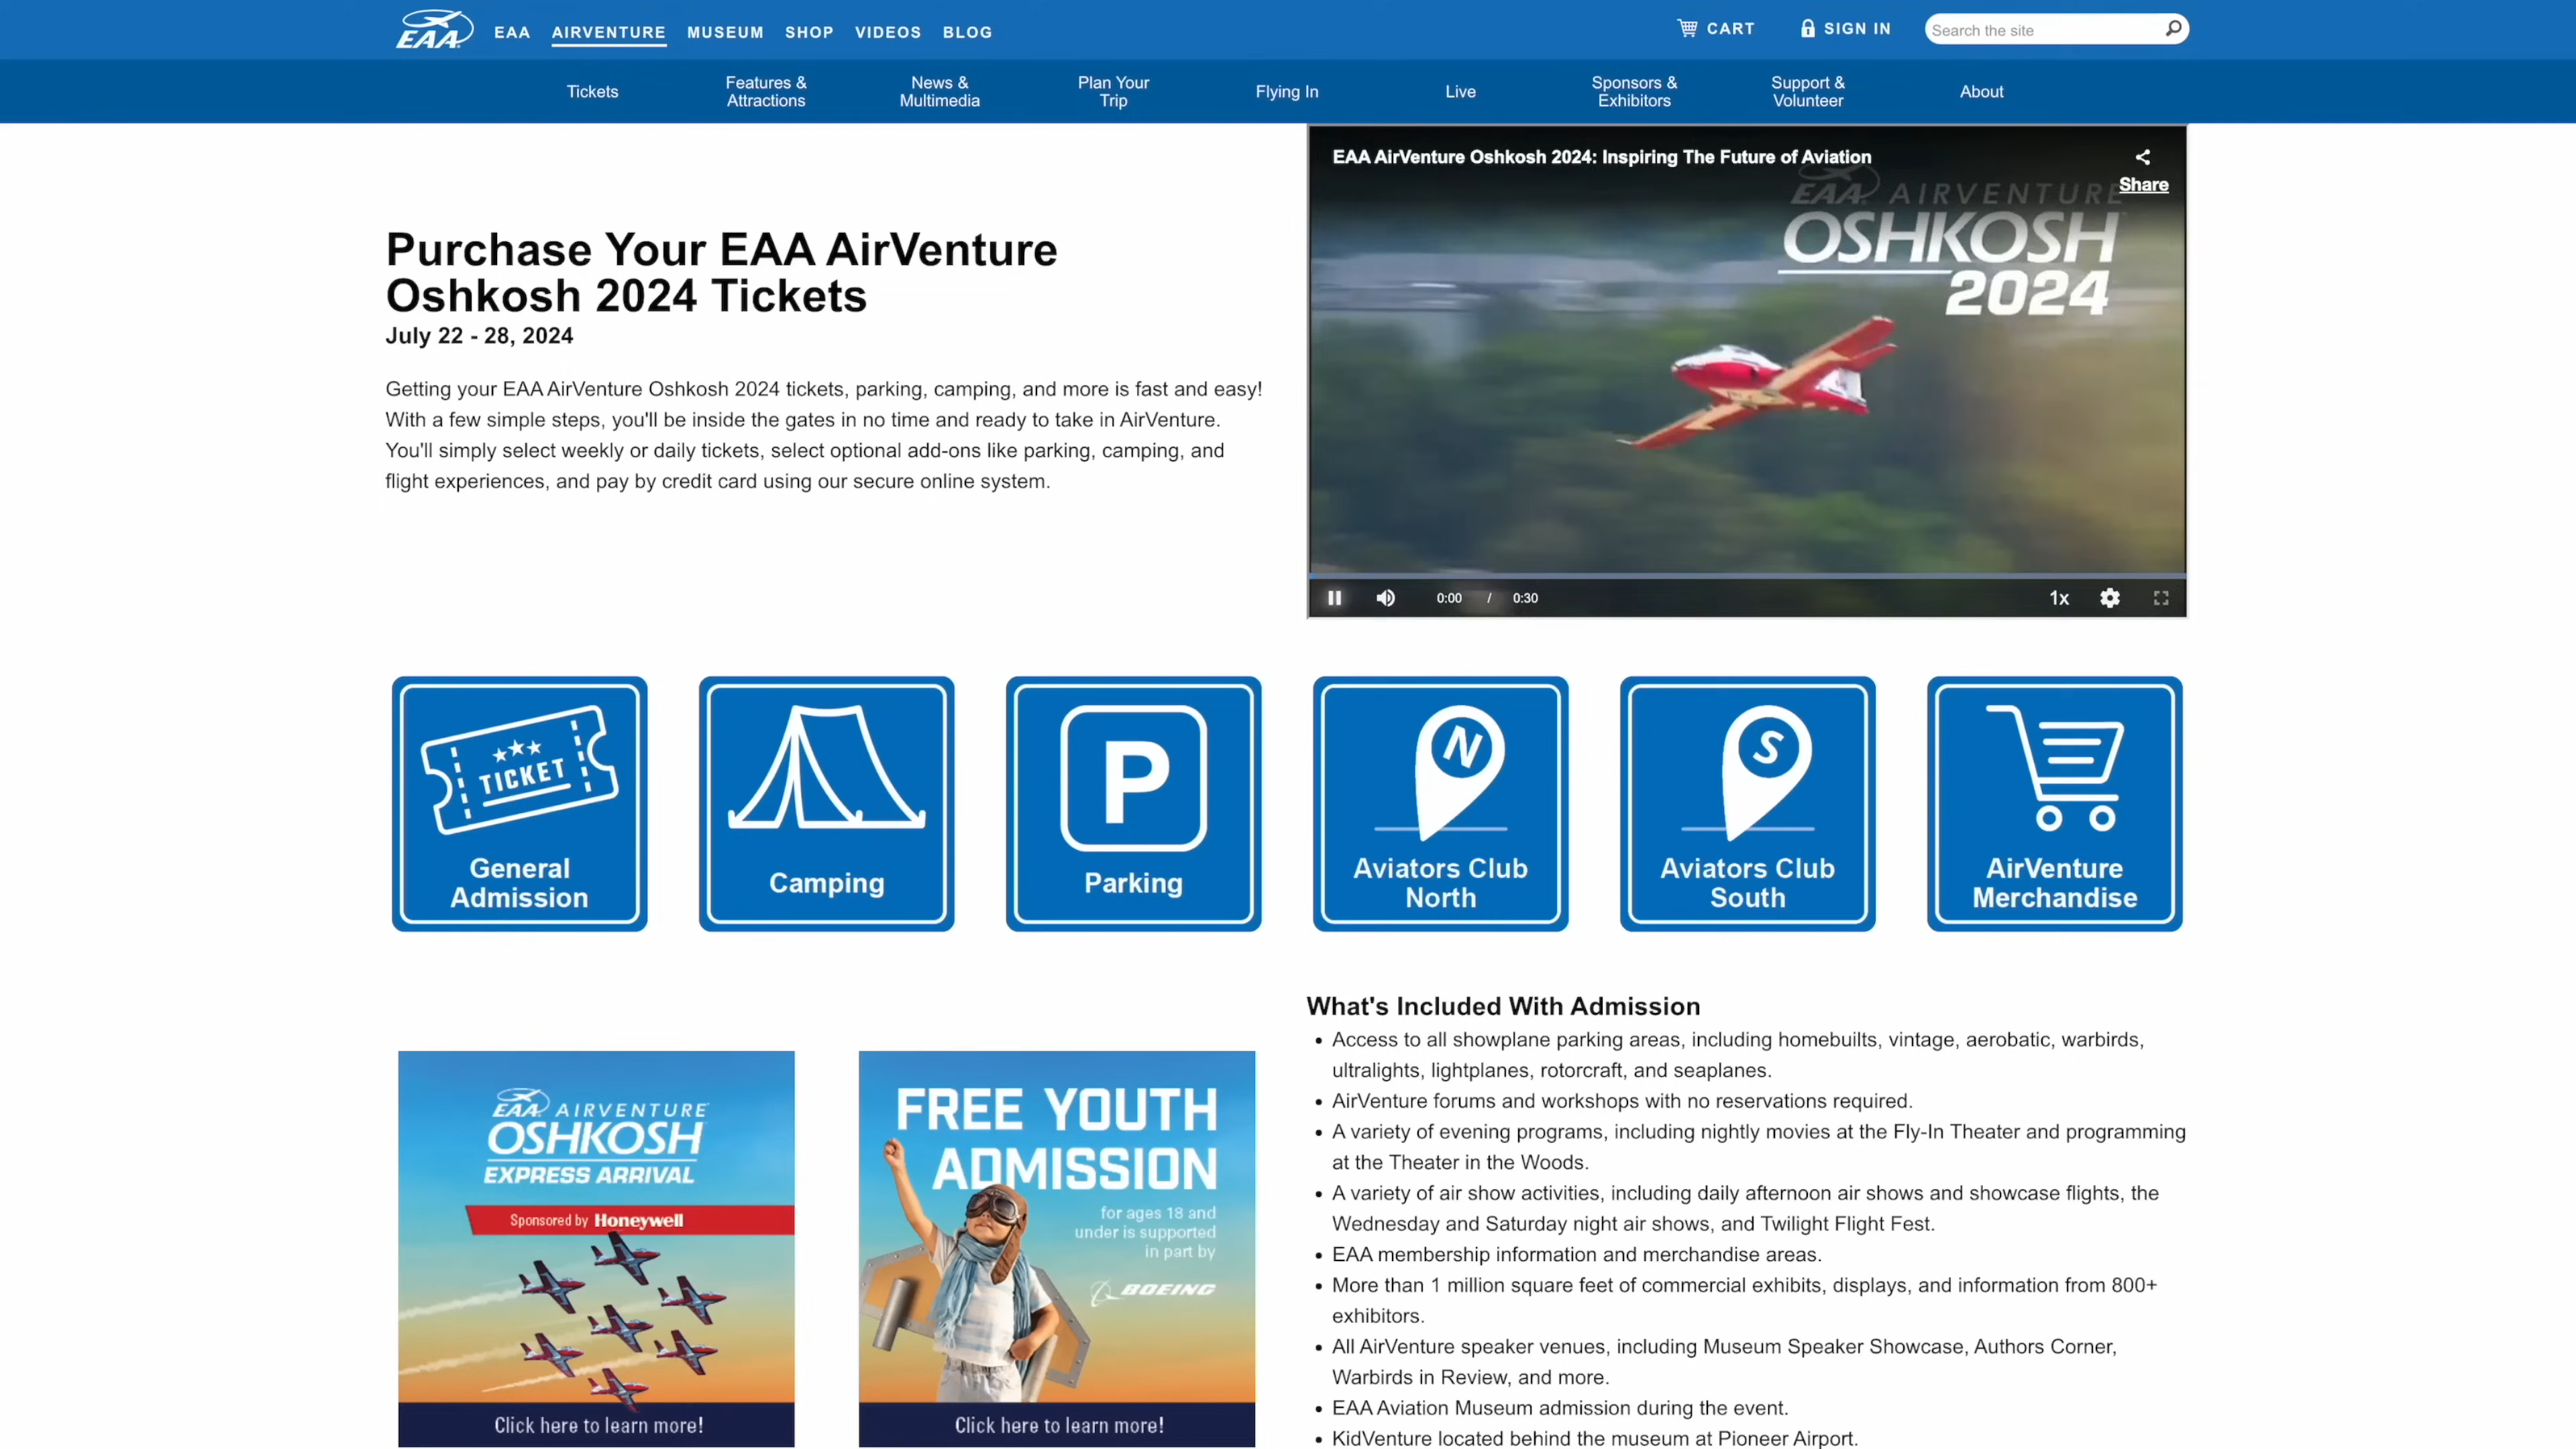 EAA
EAA AIRVENTURE MUSEUM SHOP VIDEOS BLOG
CART SIGN IN Search the site
Tickets
Features &
Attractions
News &
Multimedia
Plan Your
Trip
Flying In
Live
Sponsors &
Exhibitors
Support &
Volunteer
About
Purchase Your EAA AirVenture
Oshkosh 2024 Tickets
July 22 - 28, 2024
Getting your EAA AirVenture Oshkosh 2024 tickets, parking, camping, and more is fast and easy!
With a few simple steps, you'll be inside the gates in no time and ready to take in AirVenture.
You'll simply select weekly or daily tickets, select optional add-ons like parking, camping, and
flight experiences, and pay by credit card using our secure online system.
EAA AirVenture Oshkosh 2024: Inspiring The Future of Aviation
Share
EAA AIRVENTURE
OSHKOSH
2024
0:00 / 0:30
1x
TICKET
General
Admission
Camping
P
Parking
N
Aviators Club
North
S
Aviators Club
South
AirVenture
Merchandise
EAA AIRVENTURE
OSHKOSH
EXPRESS ARRIVAL
Sponsored by Honeywell
Click here to learn more!
FREE YOUTH
ADMISSION
for ages 18 and
under is supported
in part by
BOEING
Click here to learn more!
What's Included With Admission
• Access to all showplane parking areas, including homebuilts, vintage, aerobatic, warbirds,
ultralights, lightplanes, rotorcraft, and seaplanes.
• AirVenture forums and workshops with no reservations required.
• A variety of evening programs, including nightly movies at the Fly-In Theater and programming
at the Theater in the Woods.
• A variety of air show activities, including daily afternoon air shows and showcase flights, the
Wednesday and Saturday night air shows, and Twilight Flight Fest.
• EAA membership information and merchandise areas.
• More than 1 million square feet of commercial exhibits, displays, and information from 800+
exhibitors.
• All AirVenture speaker venues, including Museum Speaker Showcase, Authors Corner,
Warbirds in Review, and more.
• EAA Aviation Museum admission during the event.
• KidVenture located behind the museum at Pioneer Airport.